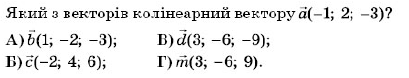 Який з векторів колінеарний вектору a⃗(−1; 2; −3)?
А) b⃗(1; −2; −3); В) d⃗(3; −6; −9);
Б) c⃗(−2; 4; 6); Г) m⃗(3; −6; 9).